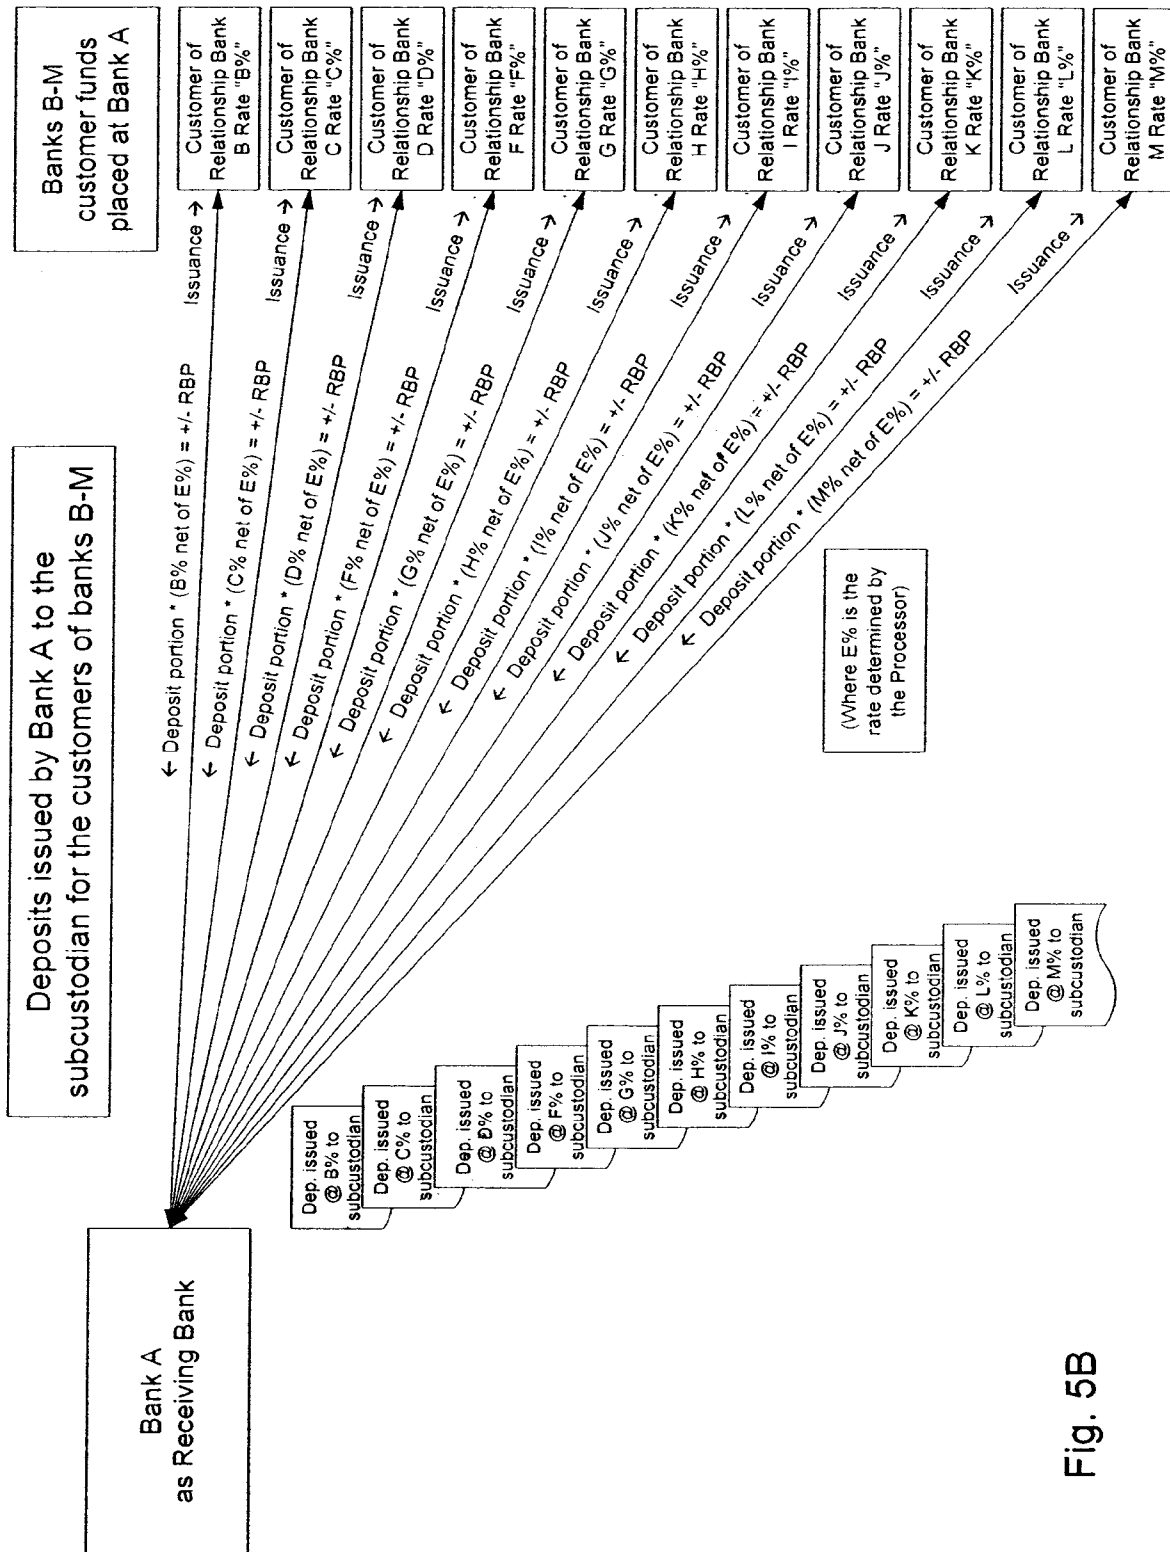 Deposits issued by Bank A to the
subcustodian for the customers of banks B-M
Banks B-M
customer funds
placed at Bank A
Bank A
as Receiving Bank
← Deposit portion * (B% net of E%) = +/- RBP
Issuance →
Customer of
Relationship Bank
B Rate "B%"
← Deposit portion * (C% net of E%) = +/- RBP
Issuance →
Customer of
Relationship Bank
C Rate "C%"
← Deposit portion * (D% net of E%) = +/- RBP
Issuance →
Customer of
Relationship Bank
D Rate "D%"
← Deposit portion * (F% net of E%) = +/- RBP
Issuance →
Customer of
Relationship Bank
F Rate "F%"
← Deposit portion * (G% net of E%) = +/- RBP
Issuance →
Customer of
Relationship Bank
G Rate "G%"
← Deposit portion * (H% net of E%) = +/- RBP
Issuance →
Customer of
Relationship Bank
H Rate "H%"
← Deposit portion * (I% net of E%) = +/- RBP
Issuance →
Customer of
Relationship Bank
I Rate "I%"
← Deposit portion * (J% net of E%) = +/- RBP
Issuance →
Customer of
Relationship Bank
J Rate "J%"
← Deposit portion * (K% net of E%) = +/- RBP
Issuance →
Customer of
Relationship Bank
K Rate "K%"
← Deposit portion * (L% net of E%) = +/- RBP
Issuance →
Customer of
Relationship Bank
L Rate "L%"
← Deposit portion * (M% net of E%) = +/- RBP
Issuance →
Customer of
Relationship Bank
M Rate "M%"
Dep. issued
@ B% to
subcustodian
Dep. issued
@ C% to
subcustodian
Dep. issued
@ D% to
subcustodian
Dep. issued
@ F% to
subcustodian
Dep. issued
@ G% to
subcustodian
Dep. issued
@ H% to
subcustodian
Dep. issued
@ I% to
subcustodian
Dep. issued
@ J% to
subcustodian
Dep. issued
@ K% to
subcustodian
Dep. issued
@ L% to
subcustodian
Dep. issued
@ M% to
subcustodian
(Where E% is the
rate determined by
the Processor)
Fig. 5B